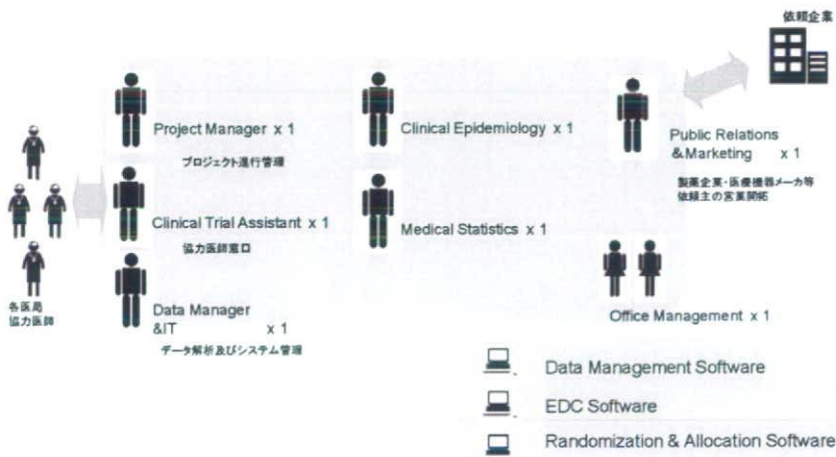 依頼企業
Project Manager x 1
プロジェクト進行管理
Clinical Epidemiology x 1
Public Relations
&Marketing x 1
製薬企業・医療機器メーカ等
依頼主の営業開拓
Clinical Trial Assistant x 1
協力医師窓口
Medical Statistics x 1
各医局
協力医師
Data Manager
&IT x 1
データ解析及びシステム管理
Office Management x 1
Data Management Software
EDC Software
Randomization & Allocation Software